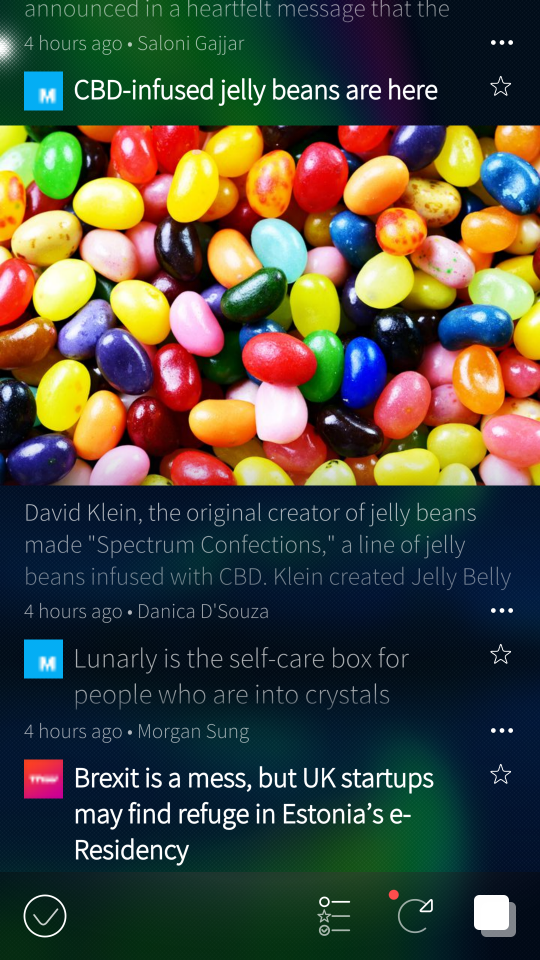 announced in a heartfelt message that the
4 hours ago • Saloni Gajjar
M
CBD-infused jelly beans are here
David Klein, the original creator of jelly beans
made "Spectrum Confections," a line of jelly
beans infused with CBD. Klein created Jelly Belly
4 hours ago • Danica D'Souza
M
Lunarly is the self-care box for
people who are into crystals
4 hours ago • Morgan Sung
Brexit is a mess, but UK startups
may find refuge in Estonia’s e-
Residency